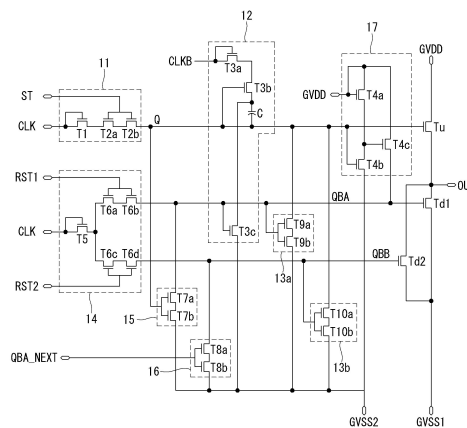 12
17
11
CLKB
T3a
GVDD
ST
T3b
GVDD
T4a
CLK
T1
T2a
T2b
Q
C
T4c
Tu
T4b
RST1
OU
T6a
T6b
QBA
Td1
CLK
T5
T3c
T9a
T9b
T6c
T6d
QBB
Td2
13a
RST2
14
15
T7a
T7b
T10a
T10b
QBA_NEXT
T8a
T8b
16
13b
GVSS2
GVSS1